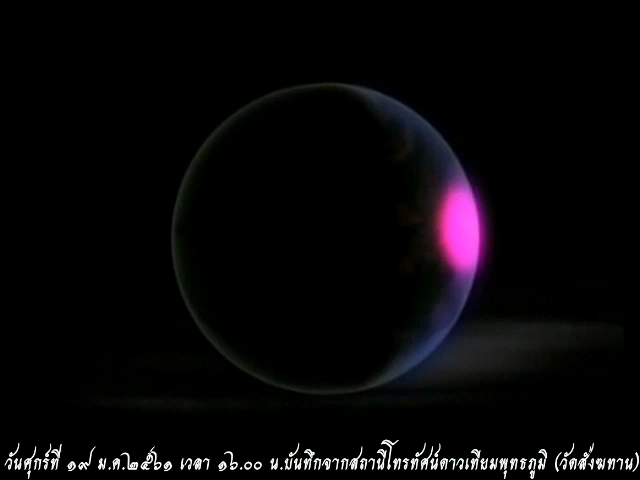 วันศุกร์ที่ ๑๙ ม.ค.๒๕๖๑ เวลา ๑๖.๐๐ น.บันทึกจากสถานีโทรทัศน์ดาวเทียมพุทธภูมิ (วัดสังฆทาน)